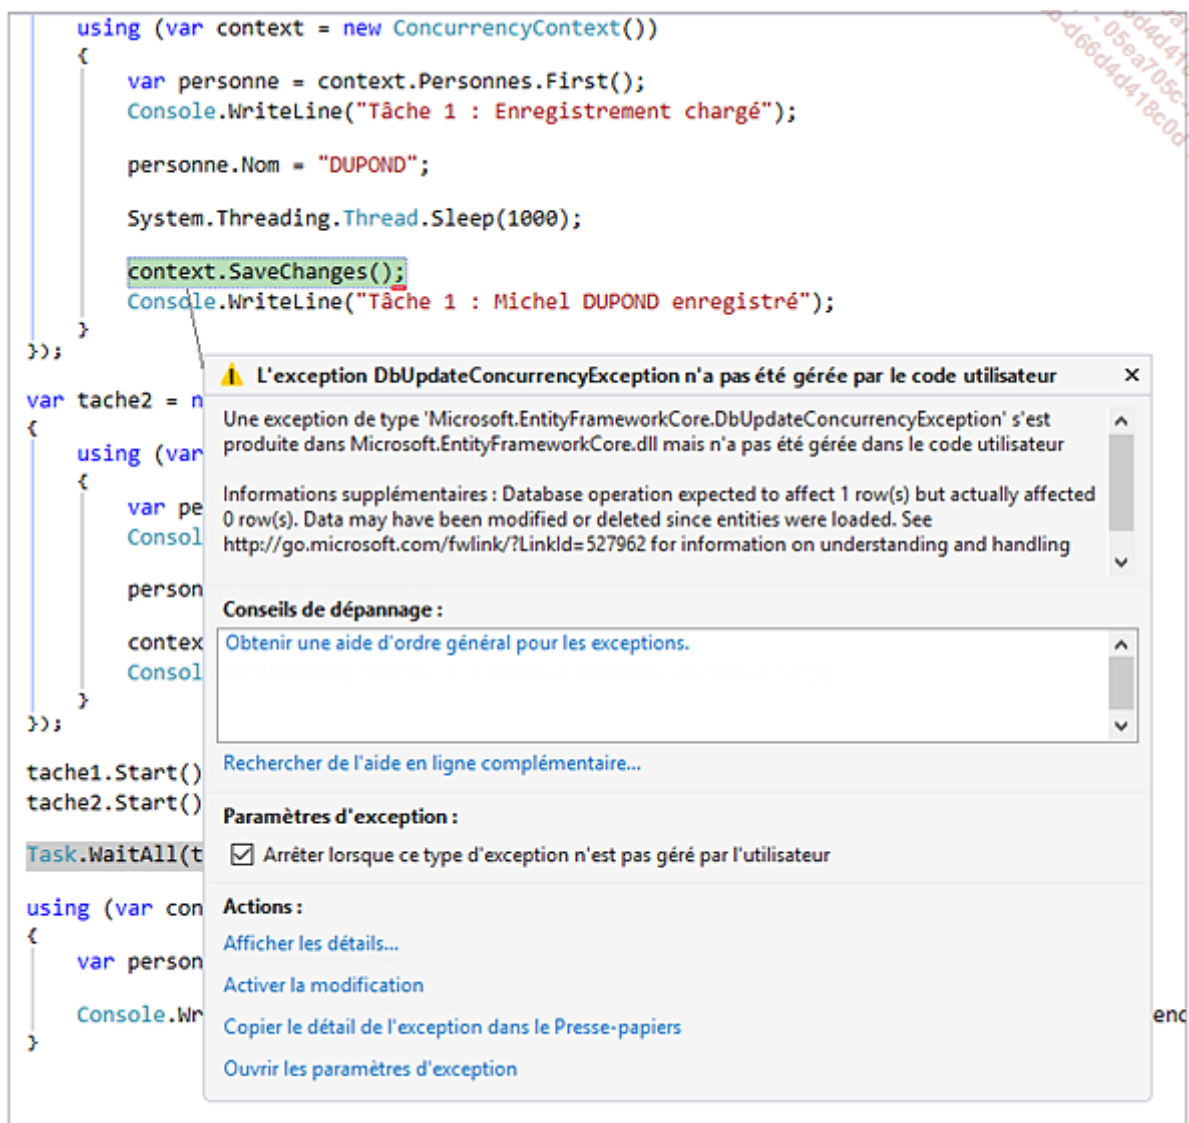 using (var context = new ConcurrencyContext())
{
var personne = context.Personnes.First();
Console.WriteLine("Tâche 1 : Enregistrement chargé");
personne.Nom = "DUPOND";
System.Threading.Thread.Sleep(1000);
context.SaveChanges();
Console.WriteLine("Tâche 1 : Michel DUPOND enregistré");
}
});
L'exception DbUpdateConcurrencyException n'a pas été gérée par le code utilisateur
Une exception de type 'Microsoft.EntityFrameworkCore.DbUpdateConcurrencyException' s'est
produite dans Microsoft.EntityFrameworkCore.dll mais n'a pas été gérée dans le code utilisateur
Informations supplémentaires : Database operation expected to affect 1 row(s) but actually affected
0 row(s). Data may have been modified or deleted since entities were loaded. See
http://go.microsoft.com/fwlink/?LinkId=527962 for information on understanding and handling
Conseils de dépannage :
Obtenir une aide d'ordre général pour les exceptions.
Rechercher de l'aide en ligne complémentaire...
Paramètres d'exception :
Arrêter lorsque ce type d'exception n'est pas géré par l'utilisateur
Actions :
Afficher les détails...
Activer la modification
Copier le détail de l'exception dans le Presse-papiers
Ouvrir les paramètres d'exception
var tache2 = n
{
using (var
{
var pe
Consol
person
contex
Consol
}
});
tache1.Start()
tache2.Start()
Task.WaitAll(t
using (var con
{
var person
Console.Wr
enc
}